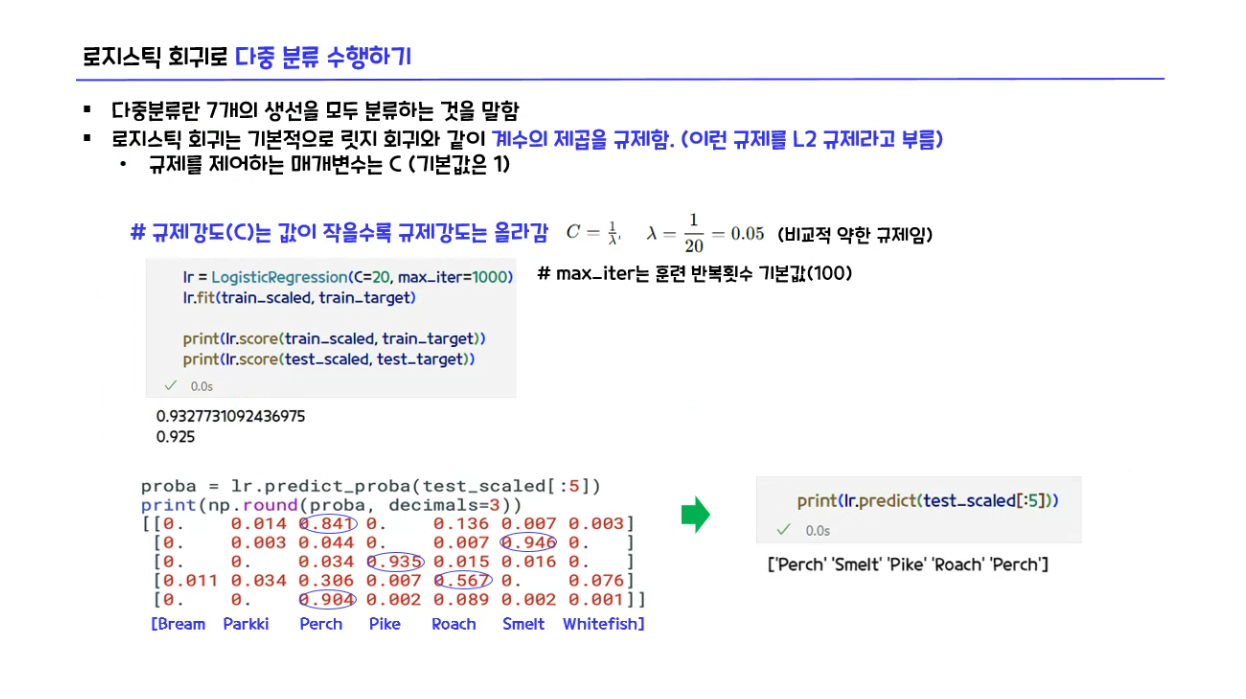 로지스틱 회귀로 다중 분류 수행하기
▪ 다중분류란 7개의 생선을 모두 분류하는 것을 말함
▪ 로지스틱 회귀는 기본적으로 릿지 회귀와 같이 계수의 제곱을 규제함. (이런 규제를 L2 규제라고 부름)
• 규제를 제어하는 매개변수는 C (기본값은 1)
# 규제강도(C)는 값이 작을수록 규제강도는 올라감 C = 1/λ, λ = 1/20 = 0.05 (비교적 약한 규제임)
lr = LogisticRegression(C=20, max_iter=1000) # max_iter는 훈련 반복횟수 기본값(100)
lr.fit(train_scaled, train_target)
print(lr.score(train_scaled, train_target))
print(lr.score(test_scaled, test_target))
✓ 0.0s
0.9327731092436975
0.925
proba = lr.predict_proba(test_scaled[:5])
print(np.round(proba, decimals=3))
[[0. 0.014 0.841 0. 0.136 0.007 0.003]
[0. 0.003 0.044 0. 0.007 0.946 0. ]
[0. 0. 0.034 0.935 0.015 0.016 0. ]
[0.011 0.034 0.306 0.007 0.567 0. 0.076]
[0. 0. 0.904 0.002 0.089 0.002 0.001]]
[Bream Parkki Perch Pike Roach Smelt Whitefish]
print(lr.predict(test_scaled[:5]))
✓ 0.0s
['Perch' 'Smelt' 'Pike' 'Roach' 'Perch']